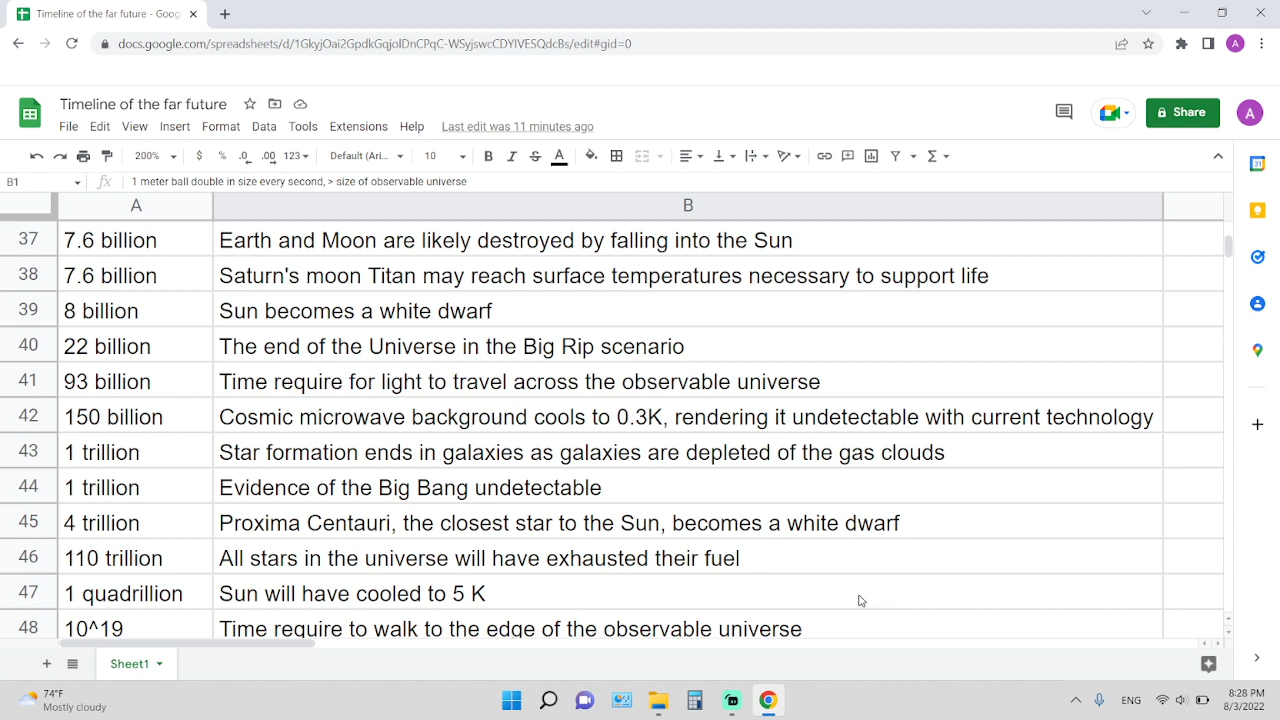 Timeline of the far future - Goog
docs.google.com/spreadsheets/d/1GkyjOai2GpdkGqjolDnCPqC-WSyjswcCDYlVESQdcBs/edit#gid=0
A
Timeline of the far future
File Edit View Insert Format Data Tools Extensions Help Last edit was 11 minutes ago
Share
A
200% $ % .0 .00 123 Default (Ari... 10 B I S A
B1 fx 1 meter ball double in size every second, > size of observable universe
31
A B
37 7.6 billion Earth and Moon are likely destroyed by falling into the Sun
38 7.6 billion Saturn's moon Titan may reach surface temperatures necessary to support life
39 8 billion Sun becomes a white dwarf
40 22 billion The end of the Universe in the Big Rip scenario
41 93 billion Time require for light to travel across the observable universe
42 150 billion Cosmic microwave background cools to 0.3K, rendering it undetectable with current technology
43 1 trillion Star formation ends in galaxies as galaxies are depleted of the gas clouds
44 1 trillion Evidence of the Big Bang undetectable
45 4 trillion Proxima Centauri, the closest star to the Sun, becomes a white dwarf
46 110 trillion All stars in the universe will have exhausted their fuel
47 1 quadrillion Sun will have cooled to 5 K
48 10^19 Time require to walk to the edge of the observable universe
Sheet1
74°F
Mostly cloudy
ENG
8:28 PM
8/3/2022